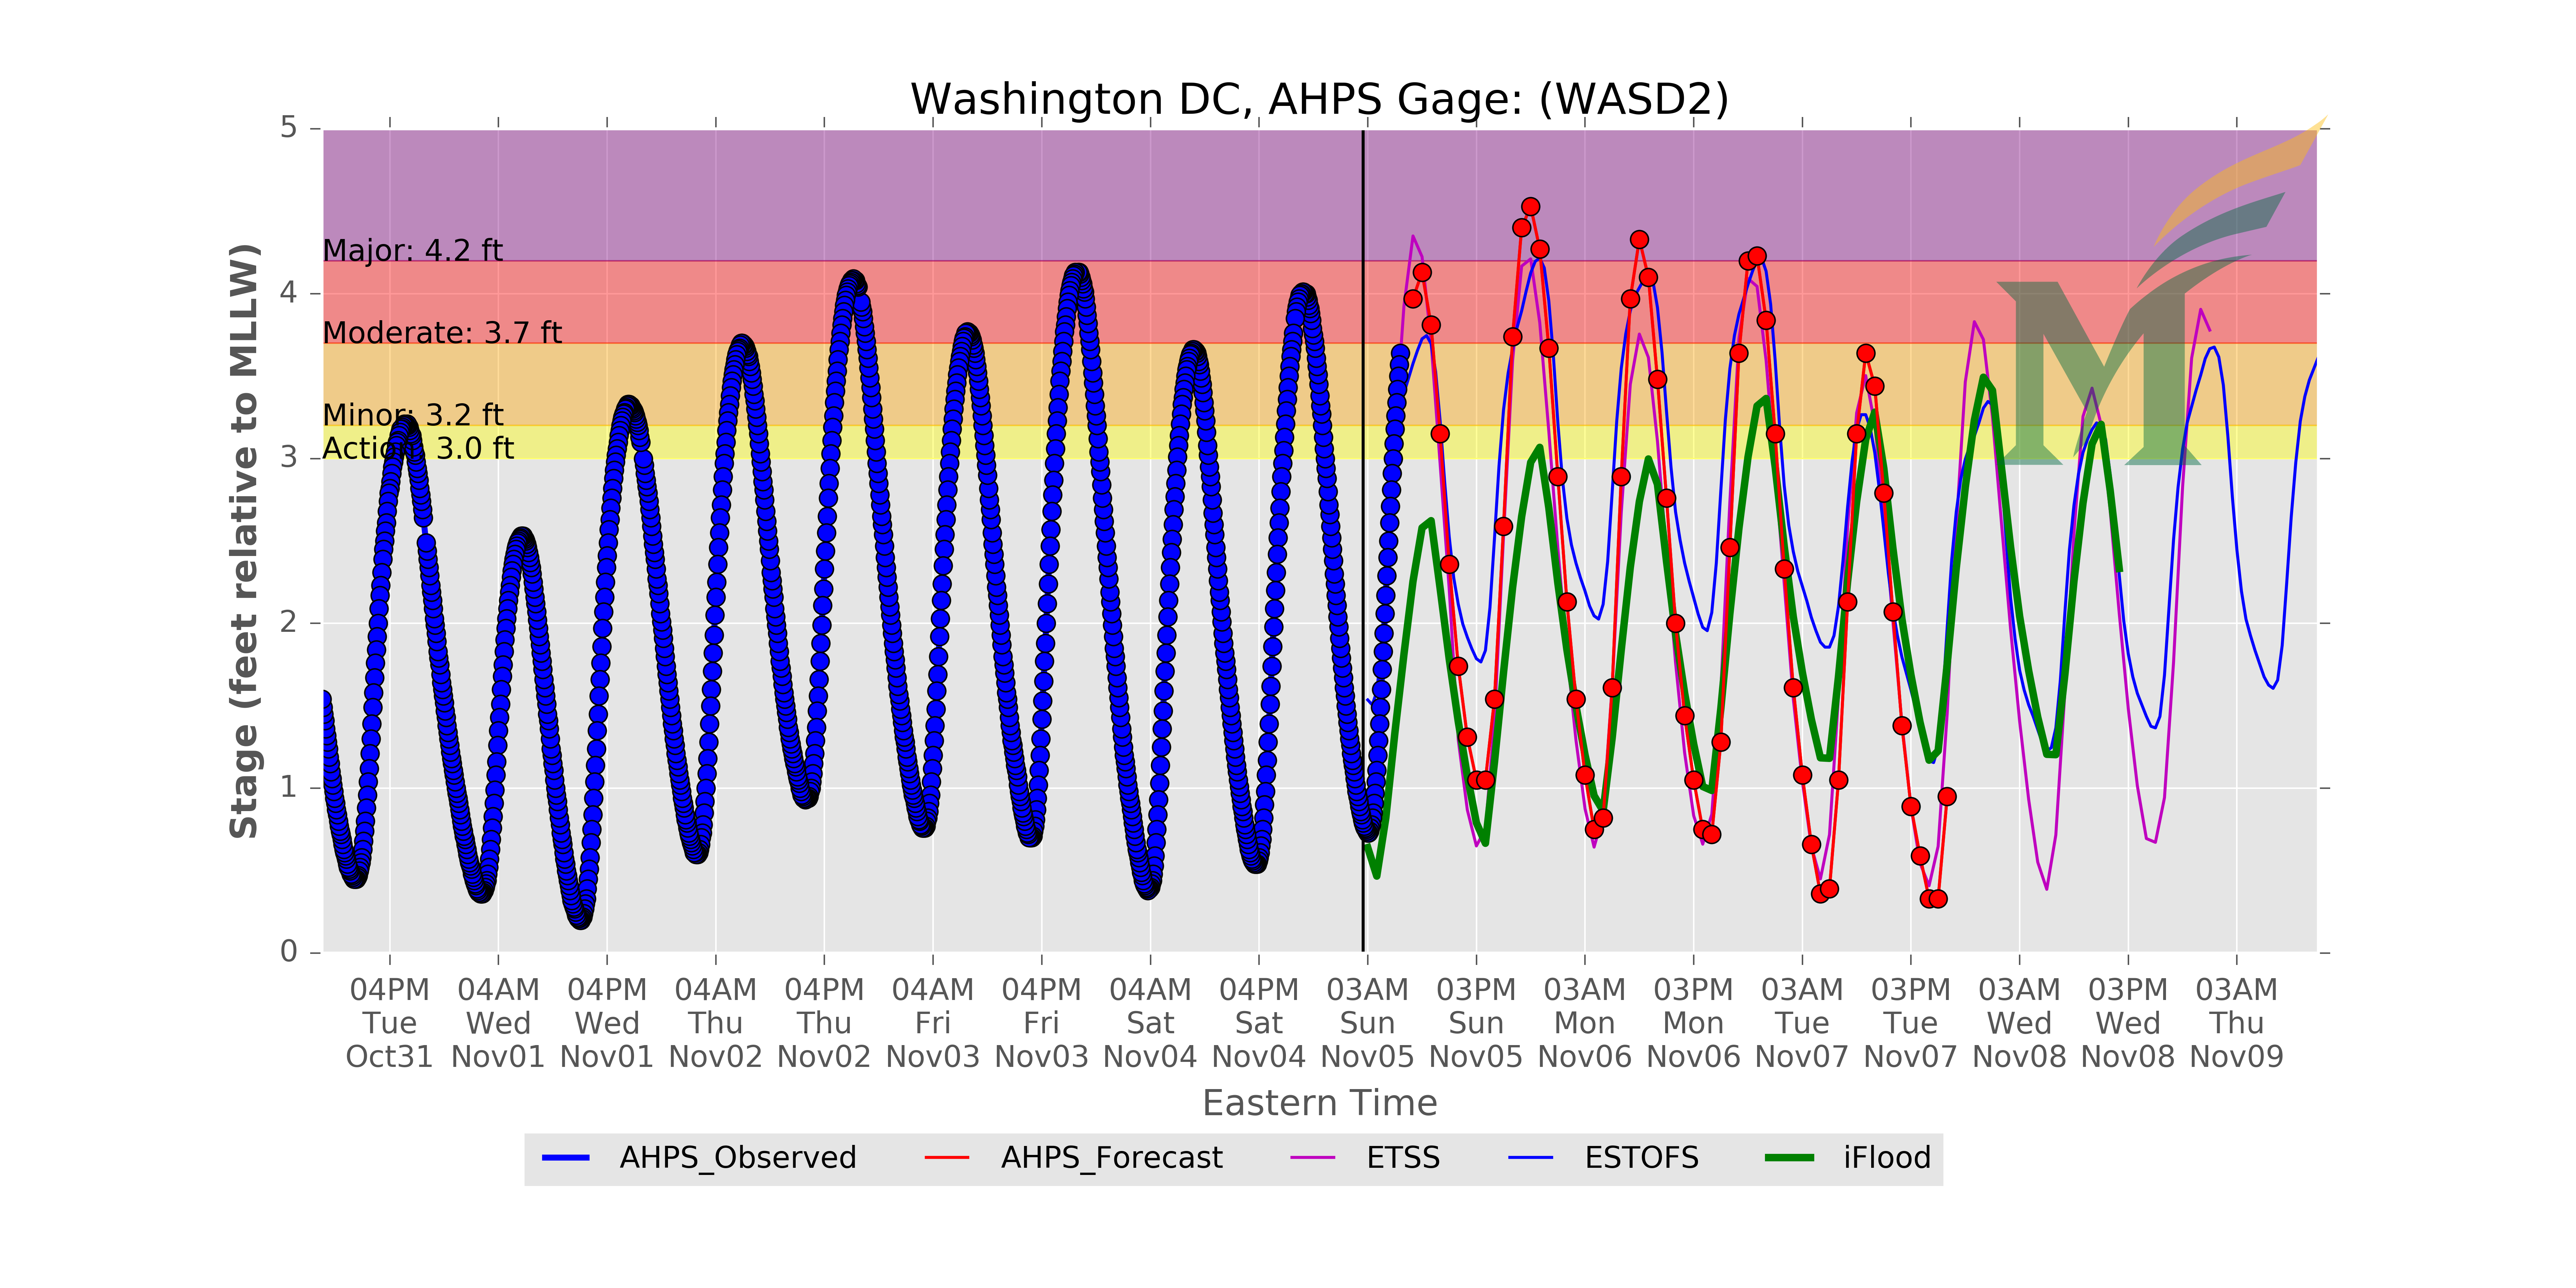 Washington DC, AHPS Gage: (WASD2)
Stage (feet relative to MLLW)
5
4
3
2
1
0
Major: 4.2 ft
Moderate: 3.7 ft
Minor: 3.2 ft
Action: 3.0 ft
M
04PM 04AM 04PM 04AM 04PM 04AM 04PM 04AM 04PM 03AM 03PM 03AM 03PM 03AM 03PM 03AM 03PM 03AM
Tue Wed Wed Thu Thu Fri Fri Sat Sat Sun Sun Mon Mon Tue Tue Wed Wed Thu
Oct31 Nov01 Nov01 Nov02 Nov02 Nov03 Nov03 Nov04 Nov04 Nov05 Nov05 Nov06 Nov06 Nov07 Nov07 Nov08 Nov08 Nov09
Eastern Time
AHPS_Observed AHPS_Forecast ETSS ESTOFS iFlood